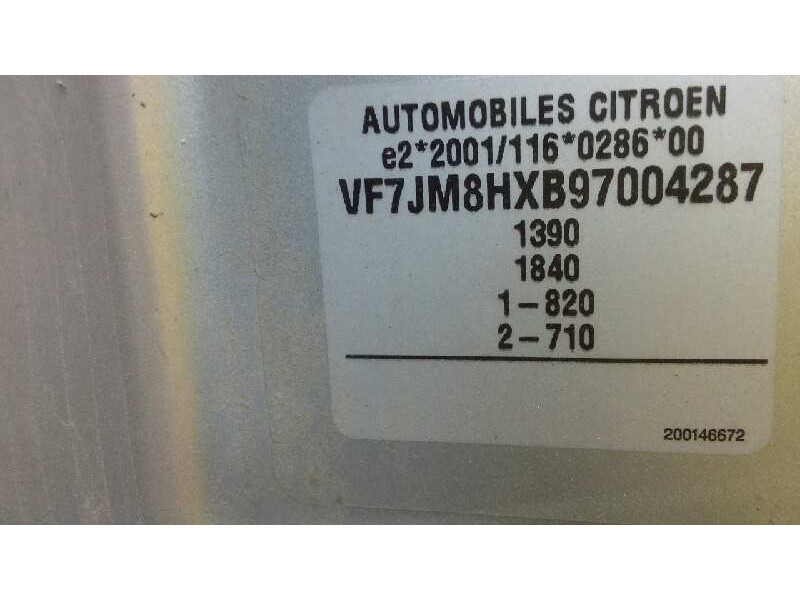 AUTOMOBILES CITROEN
e2*2001/116*0286*00
VF7JM8HXB97004287
1390
1840
1-820
2-710
200146672